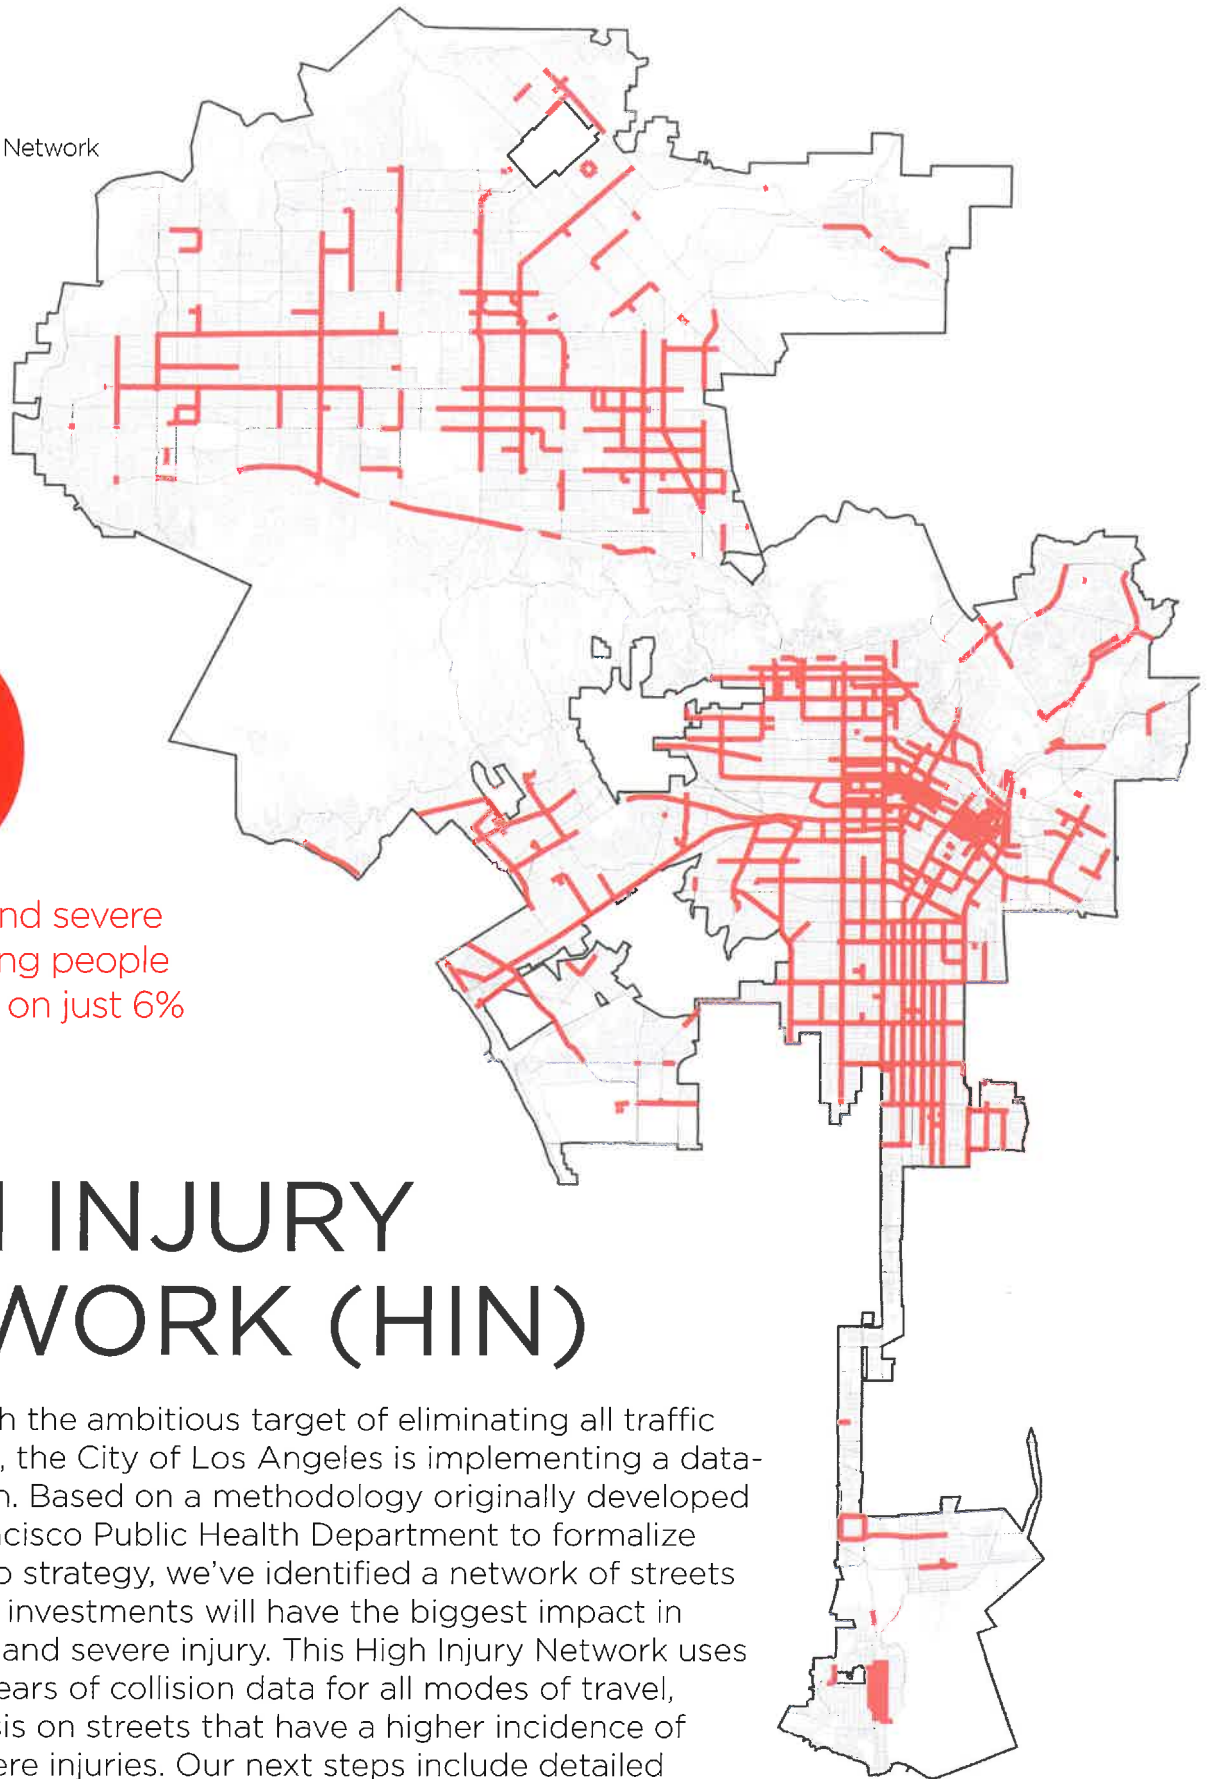 Network
nd severe
ng people
on just 6%
INJURY
WORK (HIN)
h the ambitious target of eliminating all traffic
, the City of Los Angeles is implementing a data-
n. Based on a methodology originally developed
ncisco Public Health Department to formalize
o strategy, we've identified a network of streets
investments will have the biggest impact in
and severe injury. This High Injury Network uses
ears of collision data for all modes of travel,
sis on streets that have a higher incidence of
ere injuries. Our next steps include detailed